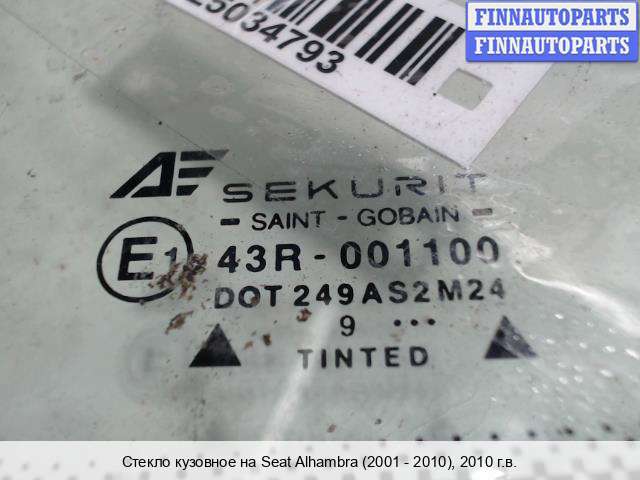 FINNAUTOPARTS
FINNAUTOPARTS
25034793
AE SEKURIT
- SAINT - GOBAIN -
E1 43R - 001100
DOT 249AS2M24
9 ...
TINTED
Стекло кузовное на Seat Alhambra (2001 - 2010), 2010 г.в.